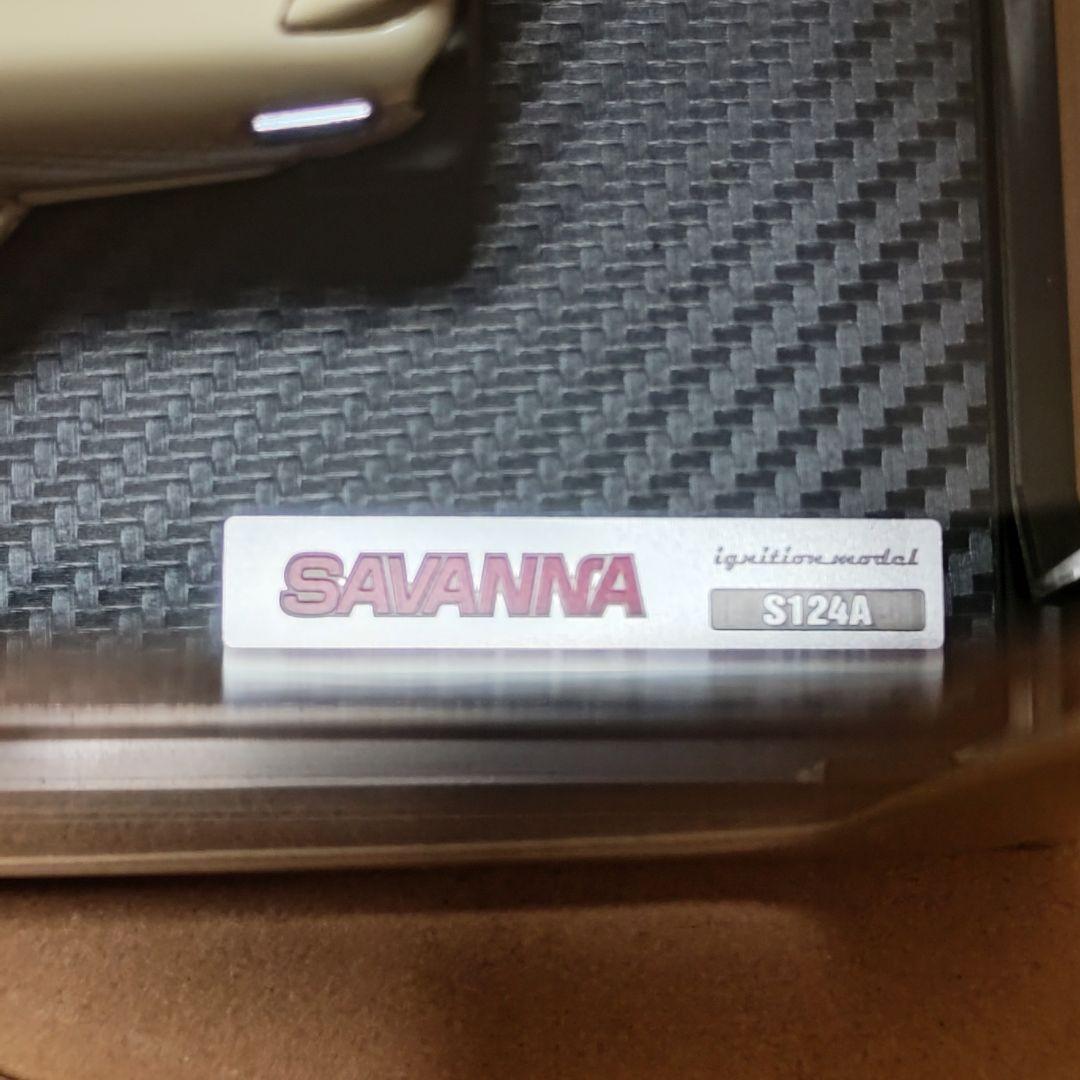 SAVANNA
ignition model
S124A